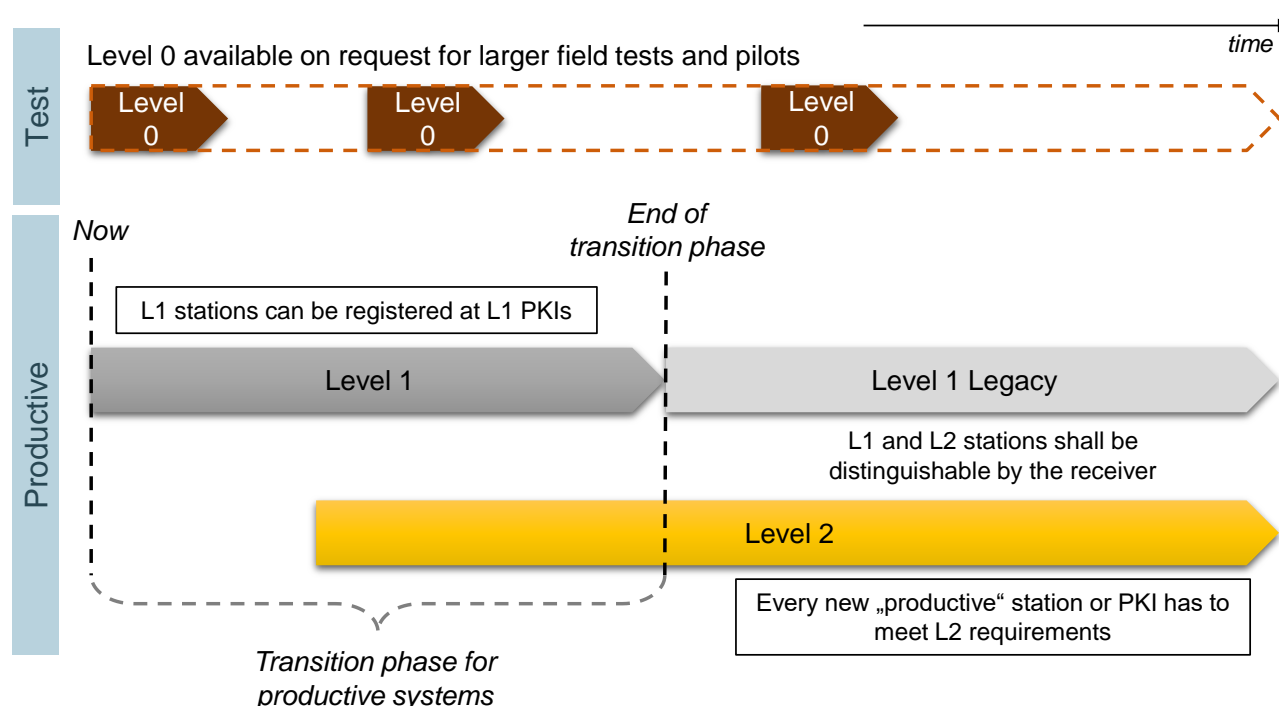 time
Level 0 available on request for larger field tests and pilots
Test
Level
0
Level
0
Level
0
Productive
Now
End of
transition phase
L1 stations can be registered at L1 PKIs
Level 1
Level 1 Legacy
L1 and L2 stations shall be
distinguishable by the receiver
Level 2
Every new „productive“ station or PKI has to
meet L2 requirements
Transition phase for
productive systems